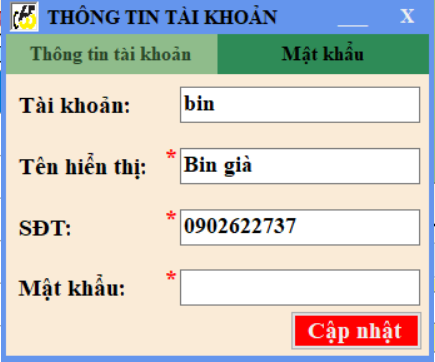 THÔNG TIN TÀI KHOẢN
X
Thông tin tài khoản
Mật khẩu
Tài khoản: bin
Tên hiển thị: * Bin già
SĐT: * 0902622737
Mật khẩu: *
Cập nhật